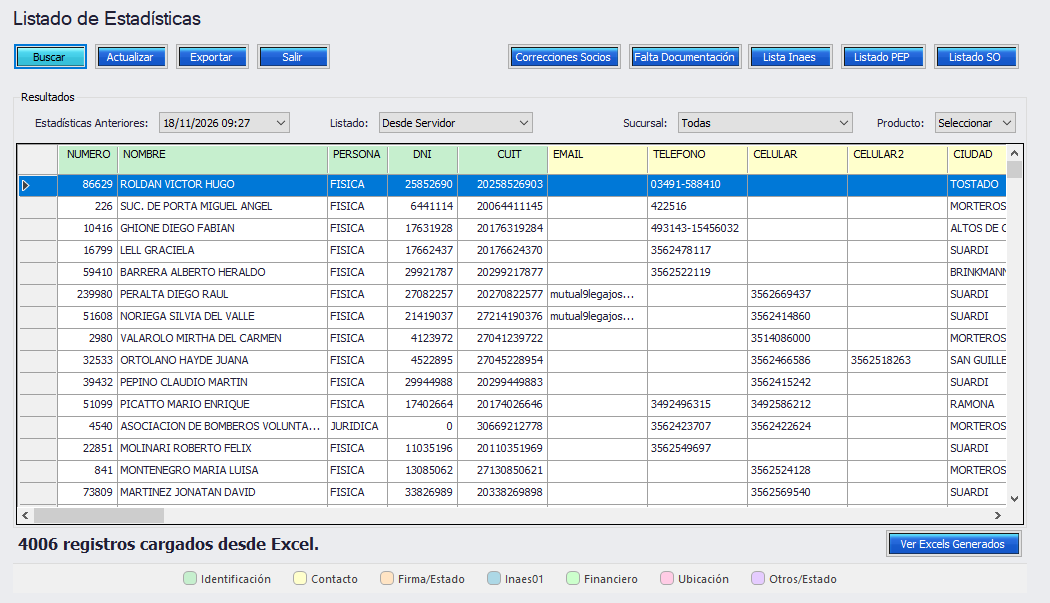 Listado de Estadísticas
Buscar Actualizar Exportar Salir Correcciones Socios Falta Documentación Lista Inaes Listado PEP Listado SO
Resultados
Estadísticas Anteriores: 18/11/2026 09:27 Listado: Desde Servidor Sucursal: Todas Producto: Seleccionar
NUMERO NOMBRE PERSONA DNI CUIT EMAIL TELEFONO CELULAR CELULAR2 CIUDAD
86629 ROLDAN VICTOR HUGO FISICA 25852690 20258526903 03491-588410 TOSTADO
226 SUC. DE PORTA MIGUEL ANGEL FISICA 6441114 20064411145 422516 MORTEROS
10416 GHIONE DIEGO FABIAN FISICA 17631928 20176319284 493143-15456032 ALTOS DE C
16799 LELL GRACIELA FISICA 17662437 20176624370 3562478117 SUARDI
59410 BARRERA ALBERTO HERALDO FISICA 29921787 20299217877 3562522119 BRINKMANN
239980 PERALTA DIEGO RAUL FISICA 27082257 20270822577 mutual9legajos... 3562669437 SUARDI
51608 NORIEGA SILVIA DEL VALLE FISICA 21419037 27214190376 mutual9legajos... 3562414860 SUARDI
2980 VALAROLO MIRTHA DEL CARMEN FISICA 4123972 27041239722 3514086000 MORTEROS
32533 ORTOLANO HAYDE JUANA FISICA 4522895 27045228954 3562466586 3562518263 SAN GUILLE
39432 PEPINO CLAUDIO MARTIN FISICA 29944988 20299449883 3562415242 SUARDI
51099 PICATTO MARIO ENRIQUE FISICA 17402664 20174026646 3492496315 3492586212 RAMONA
4540 ASOCIACION DE BOMBEROS VOLUNTA... JURIDICA 0 30669212778 3562423707 3562422624 MORTEROS
22851 MOLINARI ROBERTO FELIX FISICA 11035196 20110351969 3562549697 SUARDI
841 MONTENEGRO MARIA LUISA FISICA 13085062 27130850621 3562524128 MORTEROS
73809 MARTINEZ JONATAN DAVID FISICA 33826989 20338269898 3562569540 SUARDI
4006 registros cargados desde Excel. Ver Excels Generados
Identificación Contacto Firma/Estado Inaes01 Financiero Ubicación Otros/Estado